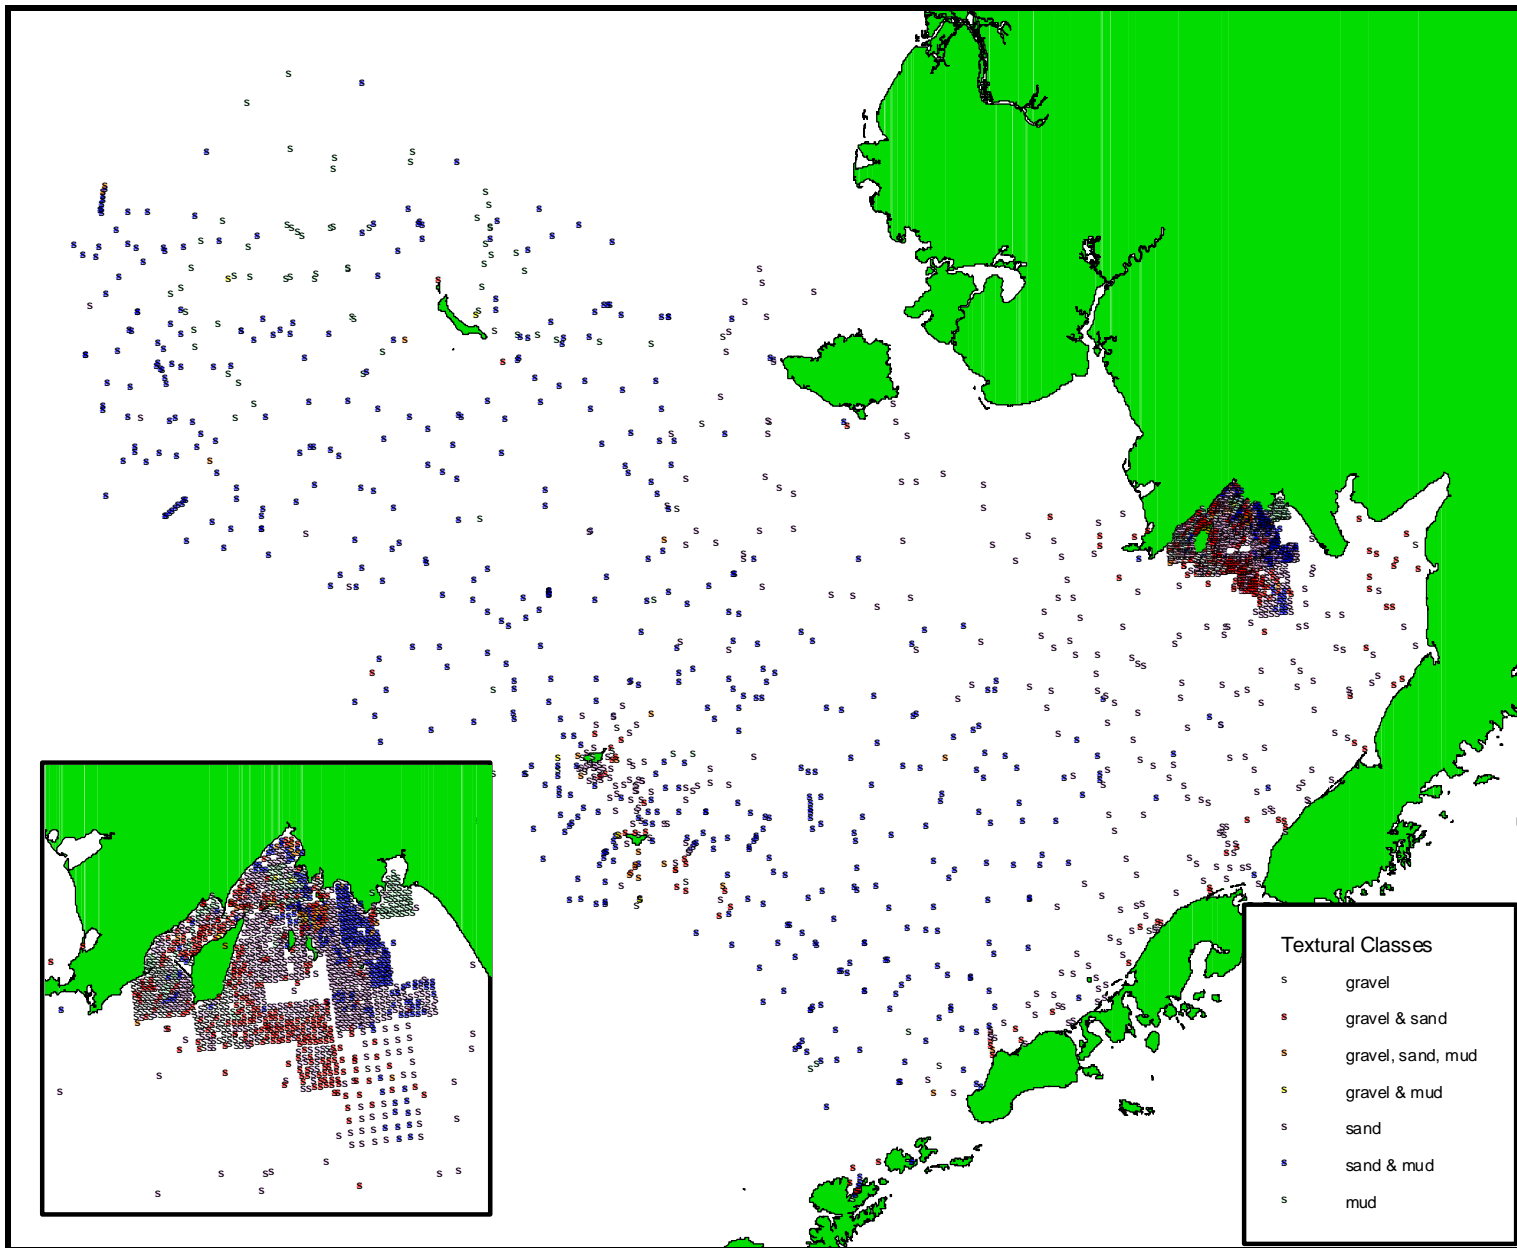 Textural Classes
s gravel
s gravel & sand
s gravel, sand, mud
s gravel & mud
s sand
s sand & mud
s mud